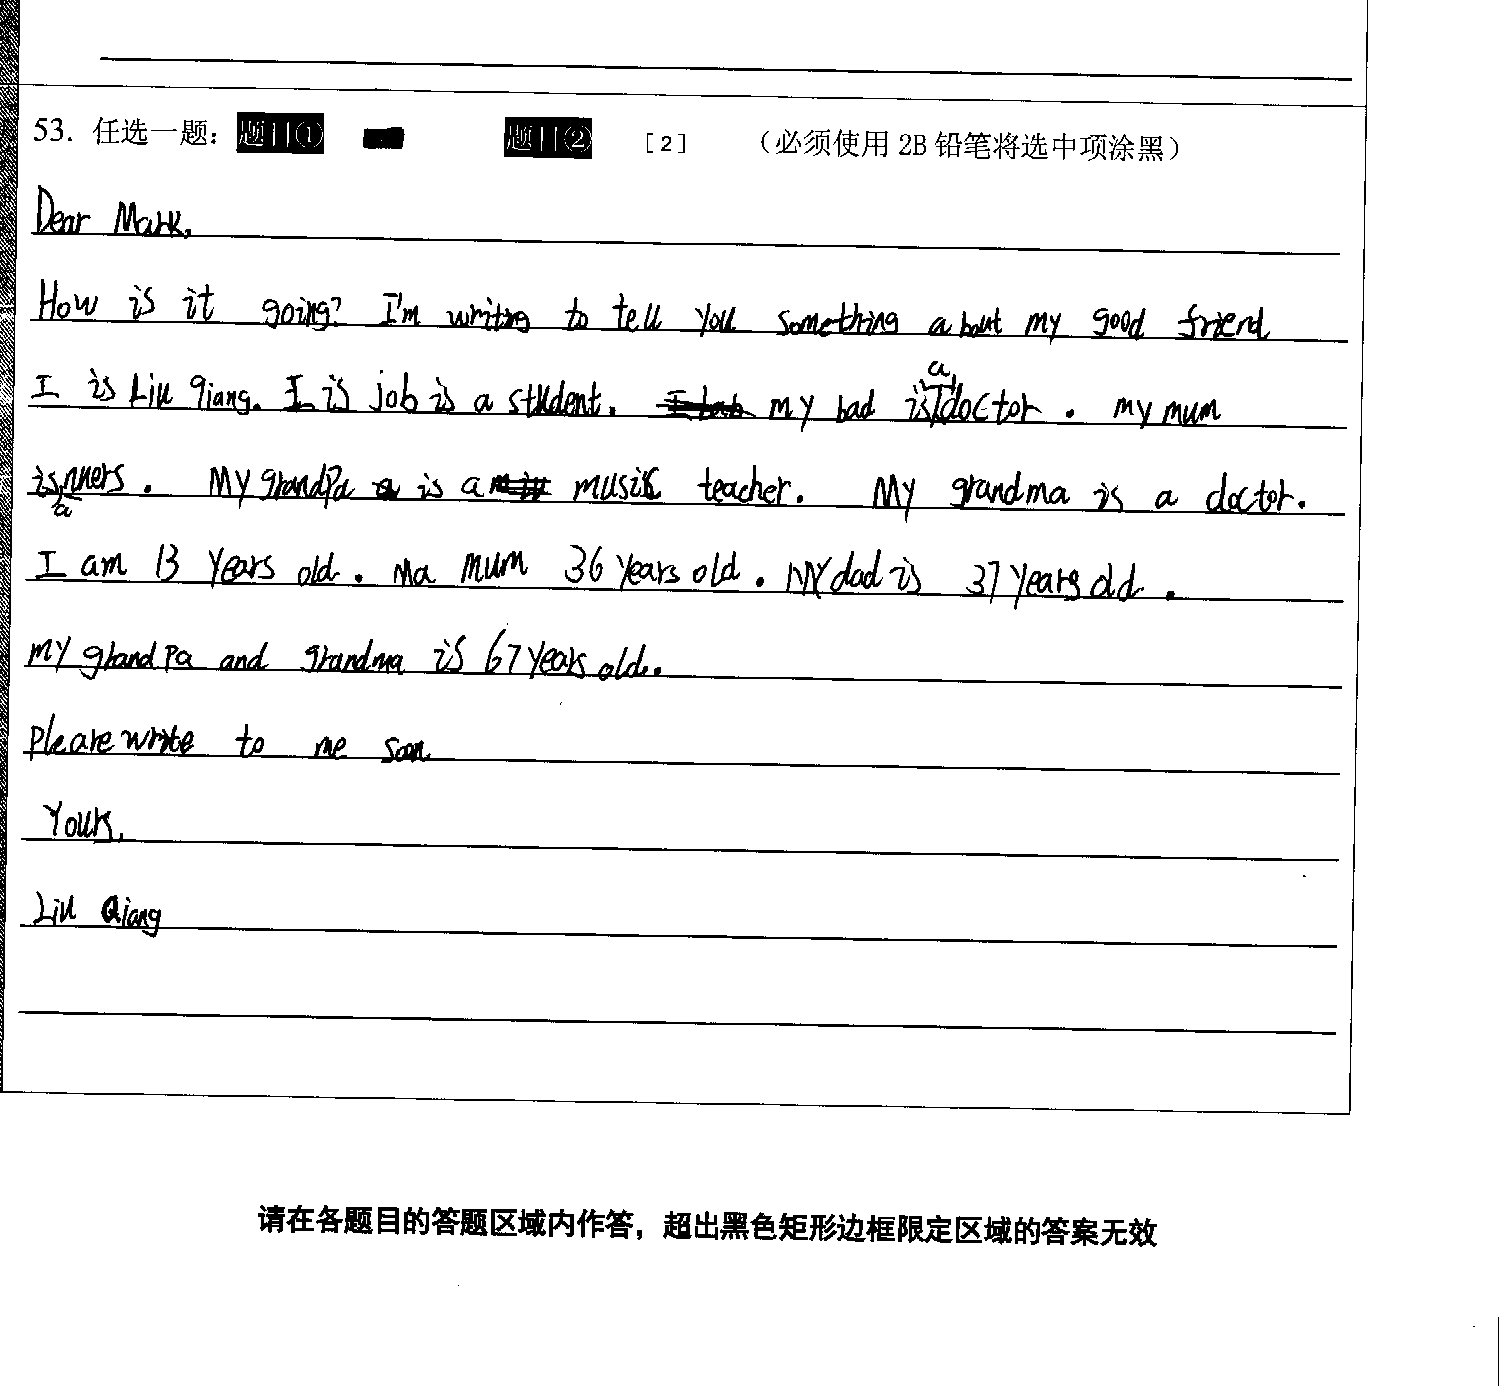 53. 任选一题： 题目① 题目② [2] （必须使用 2B 铅笔将选中项涂黑）
Dear Mark,
How is it going? I'm writing to tell you something about my good friend
I is Liu qiang. I is job is a student. my bad is a doctor. my mum
is a nners. My grandpa is a music teacher. My grandma is a doctor.
I am 13 years old. Ma mum 36 years old. My dad is 37 years old.
my grandpa and grandma is 67 years old.
Pleare write to me soon
Yours,
Liu Qiang
请在各题目的答题区域内作答，超出黑色矩形边框限定区域的答案无效